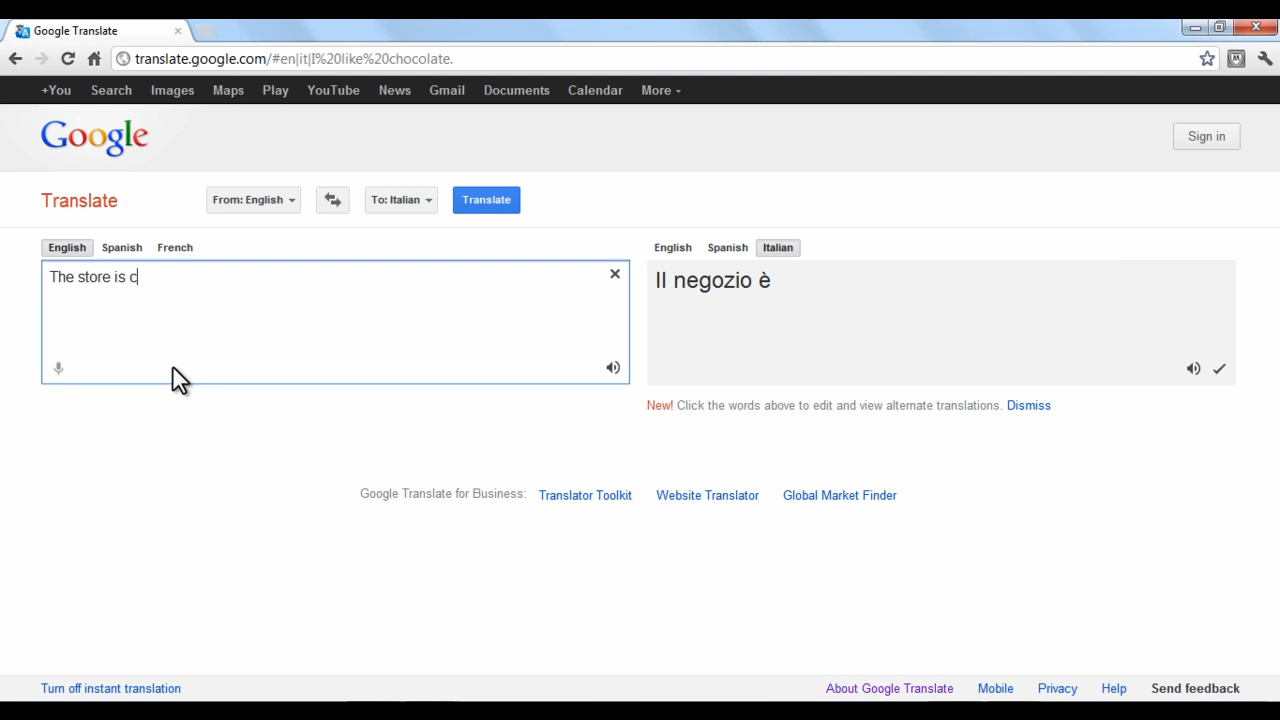 Google Translate
translate.google.com/#en|it|I%20like%20chocolate.
+You Search Images Maps Play YouTube News Gmail Documents Calendar More
Google
Sign in
Translate
From: English
To: Italian
Translate
English Spanish French
English Spanish Italian
The store is c
Il negozio è
New! Click the words above to edit and view alternate translations. Dismiss
Google Translate for Business: Translator Toolkit Website Translator Global Market Finder
Turn off instant translation
About Google Translate Mobile Privacy Help Send feedback